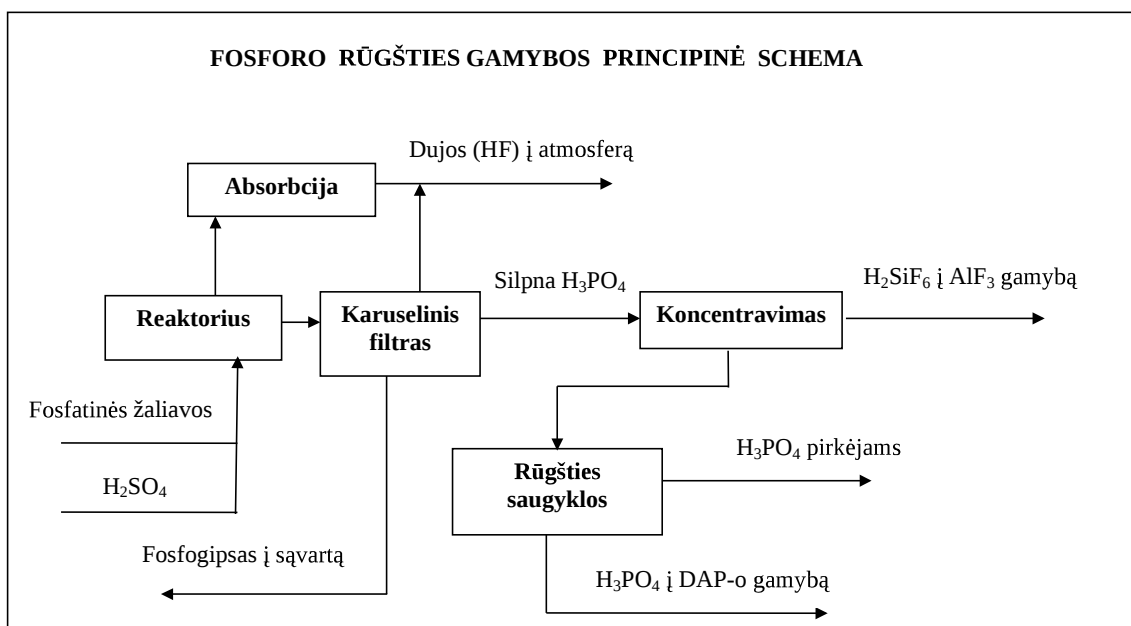 FOSFORO RŪGŠTIES GAMYBOS PRINCIPINĖ SCHEMA
Dujos (HF) į atmosferą
Absorbcija
Silpna H₃PO₄
H₂SiF₆ į AlF₃ gamybą
Reaktorius
Karuselinis
filtras
Koncentravimas
Fosfatinės žaliavos
H₃PO₄ pirkėjams
Rūgšties
saugyklos
H₂SO₄
Fosfogipsas į sąvartą
H₃PO₄ į DAP-o gamybą